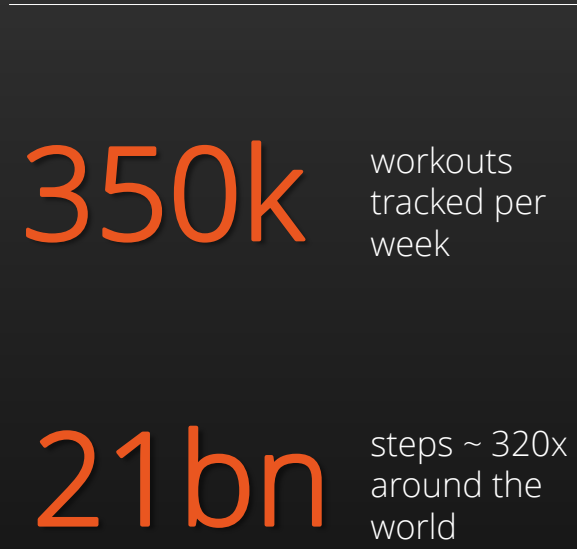 350k
workouts
tracked per
week
21bn
steps ~ 320x
around the
world